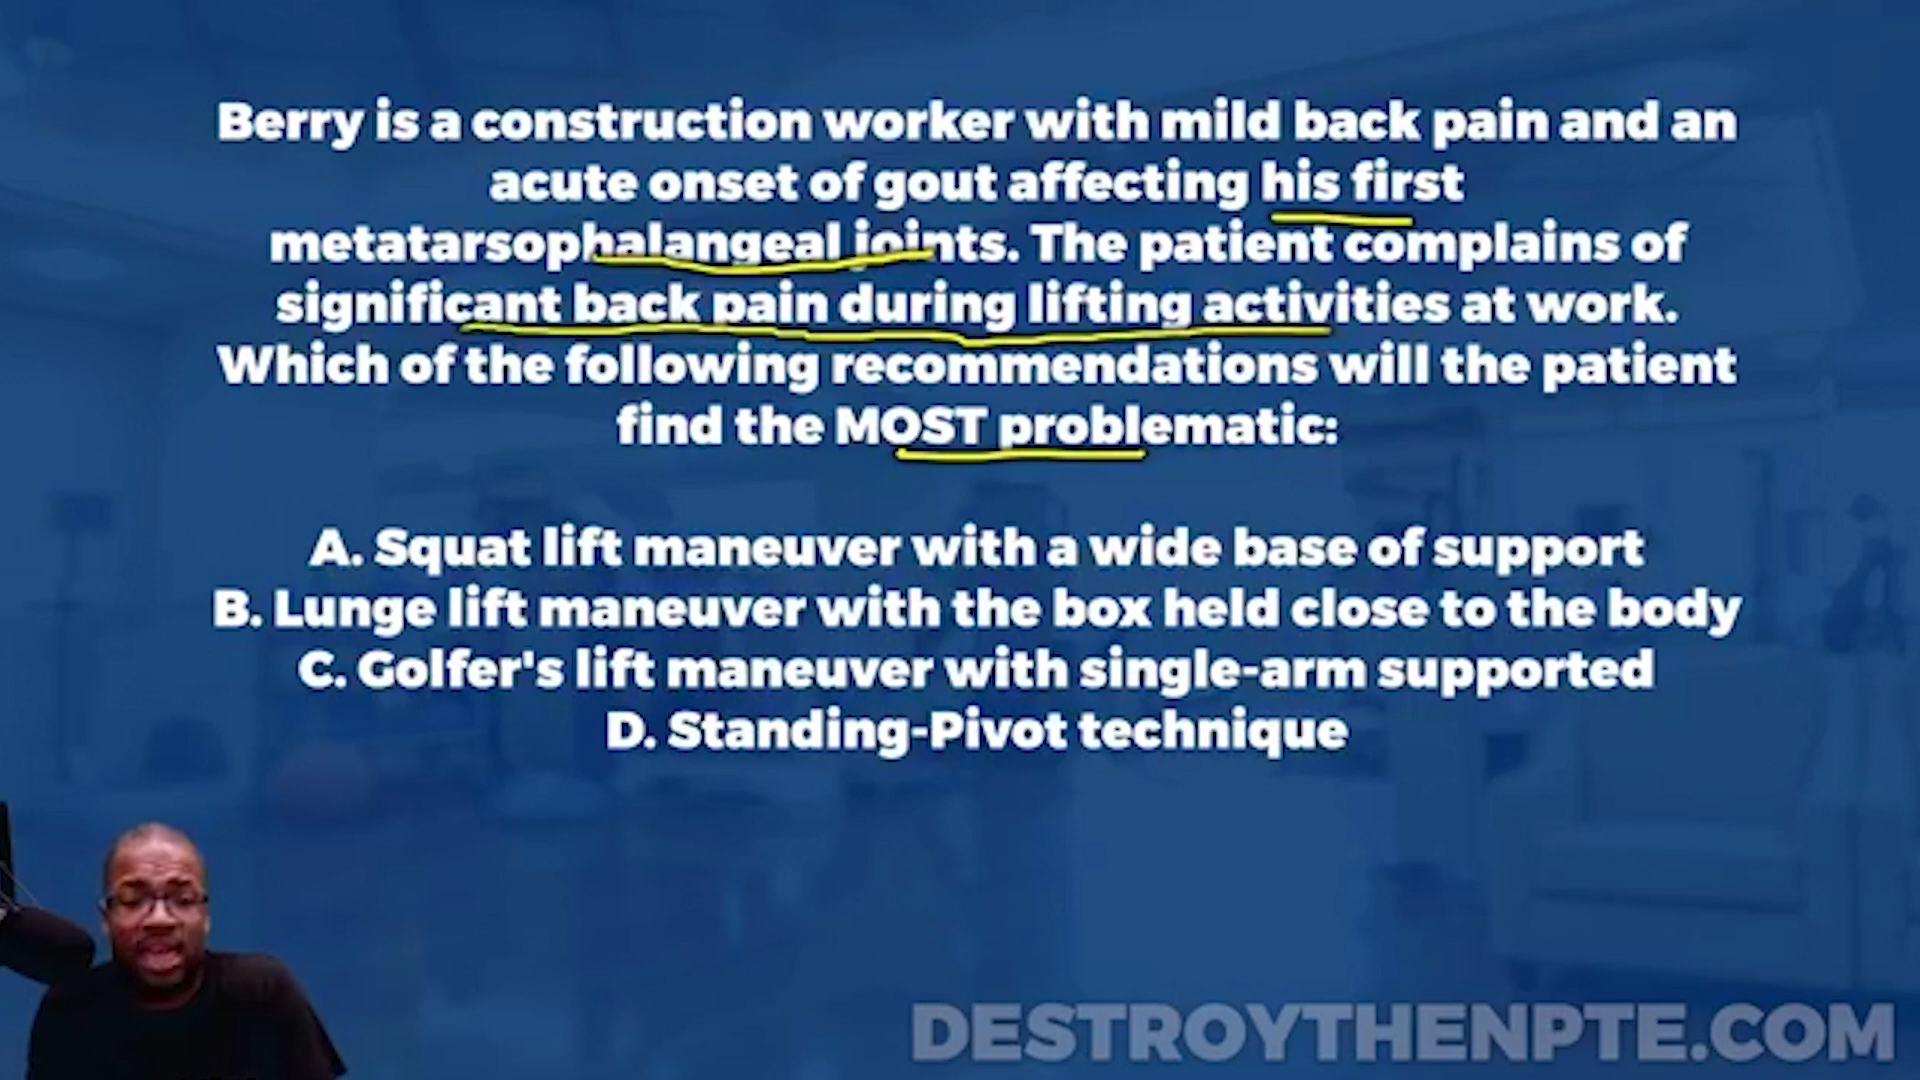 Berry is a construction worker with mild back pain and an
acute onset of gout affecting his first
metatarsophalangeal joints. The patient complains of
significant back pain during lifting activities at work.
Which of the following recommendations will the patient
find the MOST problematic:
A. Squat lift maneuver with a wide base of support
B. Lunge lift maneuver with the box held close to the body
C. Golfer's lift maneuver with single-arm supported
D. Standing-Pivot technique
DESTROYTHENPTE.COM